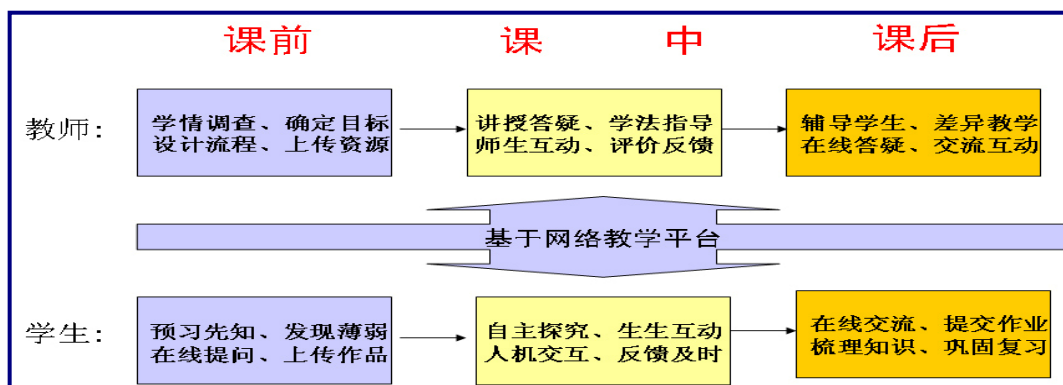 课前 课 中 课后
教师：
学情调查、确定目标
设计流程、上传资源
讲授答疑、学法指导
师生互动、评价反馈
辅导学生、差异教学
在线答疑、交流互动
基于网络教学平台
学生：
预习先知、发现薄弱
在线提问、上传作品
自主探究、生生互动
人机交互、反馈及时
在线交流、提交作业
梳理知识、巩固复习